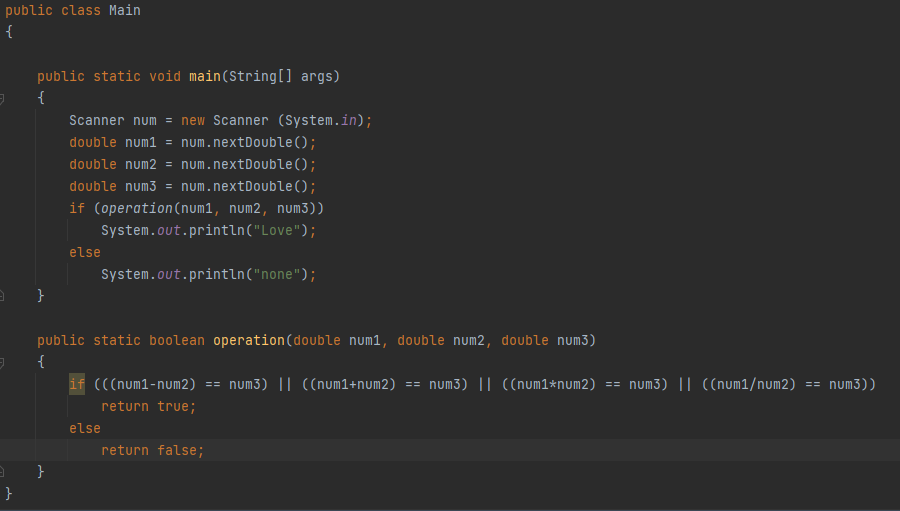 public class Main
{
public static void main(String[] args)
{
Scanner num = new Scanner (System.in);
double num1 = num.nextDouble();
double num2 = num.nextDouble();
double num3 = num.nextDouble();
if (operation(num1, num2, num3))
System.out.println("Love");
else
System.out.println("none");
}
public static boolean operation(double num1, double num2, double num3)
{
if (((num1-num2) == num3) || ((num1+num2) == num3) || ((num1*num2) == num3) || ((num1/num2) == num3))
return true;
else
return false;
}
}